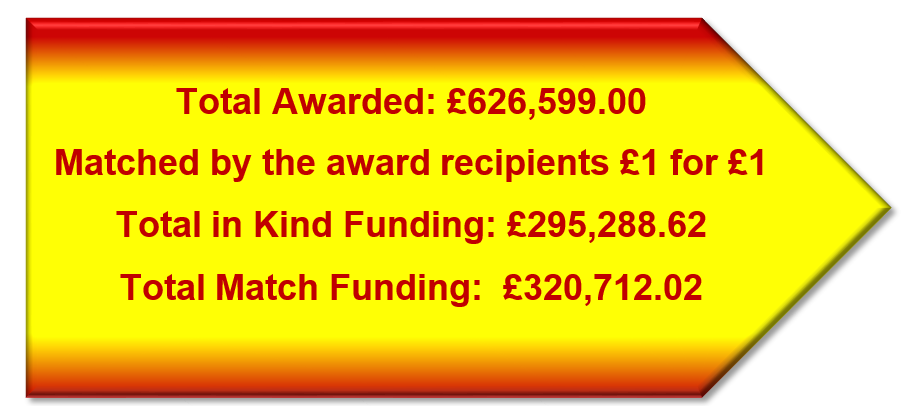 Total Awarded: £626,599.00
Matched by the award recipients £1 for £1
Total in Kind Funding: £295,288.62
Total Match Funding:  £320,712.02